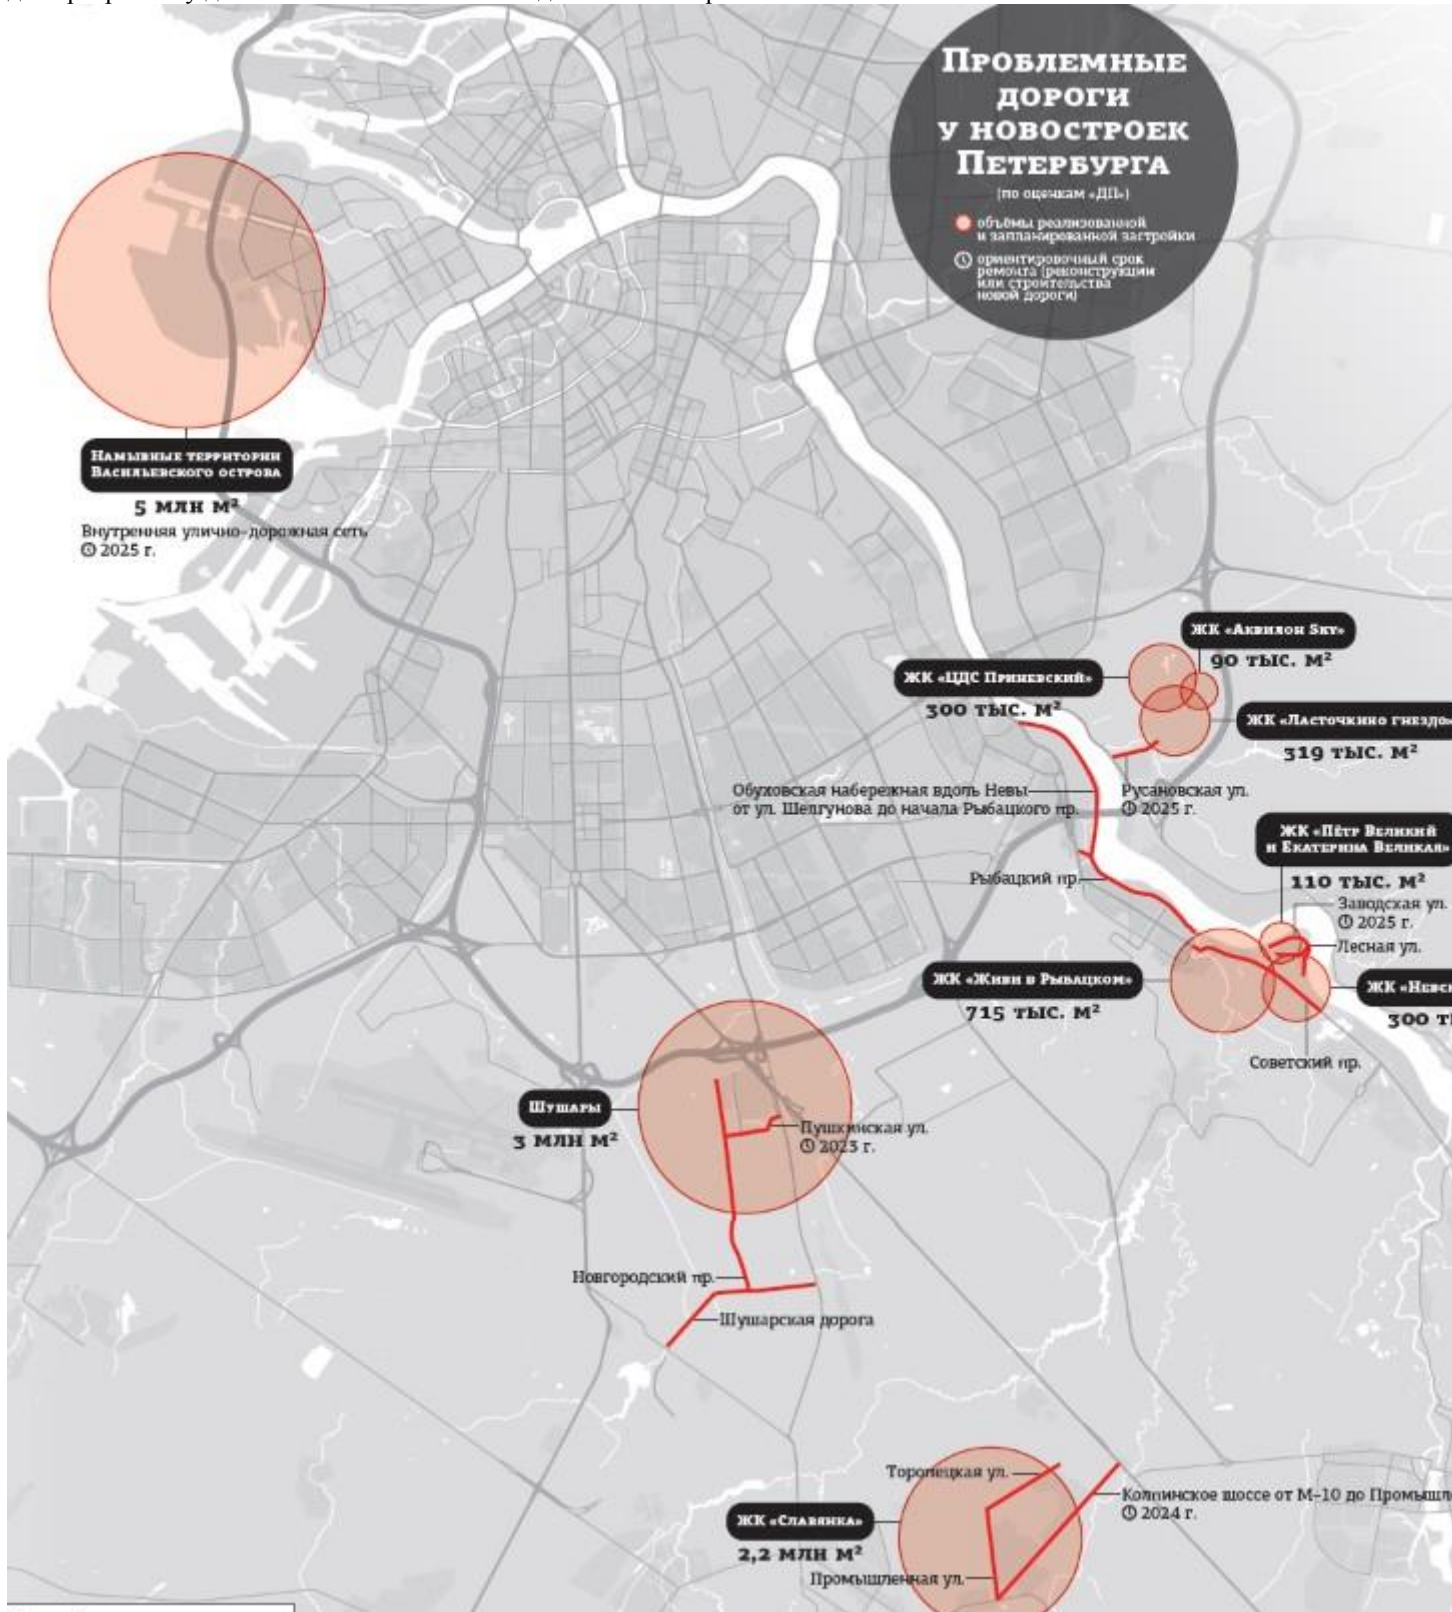 Проблемные
дороги
у новостроек
Петербурга
(по оценкам «ДП»)
объёмы реализованной
и запланированной застройки
ориентировочный срок
ремонта (реконструкции
или строительства
новой дороги)
Намывные территории
Васильевского острова
5 млн м²
Внутренняя улично-дорожная сеть
2025 г.
ЖК «Аквилон Sky»
90 тыс. м²
ЖК «ЦДС Приневский»
300 тыс. м²
ЖК «Ласточкино гнездо»
319 тыс. м²
Обуховская набережная вдоль Невы
от ул. Шелгунова до начала Рыбацкого пр.
Русановская ул.
2025 г.
ЖК «Пётр Великий
и Екатерина Великая»
110 тыс. м²
Рыбацкий пр.
Заводская ул.
2025 г.
Лесная ул.
ЖК «Живи в Рыбацком»
715 тыс. м²
ЖК «Невск
300 т
Советский пр.
Шушары
3 млн м²
Пушкинская ул.
2023 г.
Новгородский пр.
Шушарская дорога
Торопецкая ул.
Колпинское шоссе от М-10 до Промышл
2024 г.
ЖК «Славянка»
2,2 млн м²
Промышленная ул.